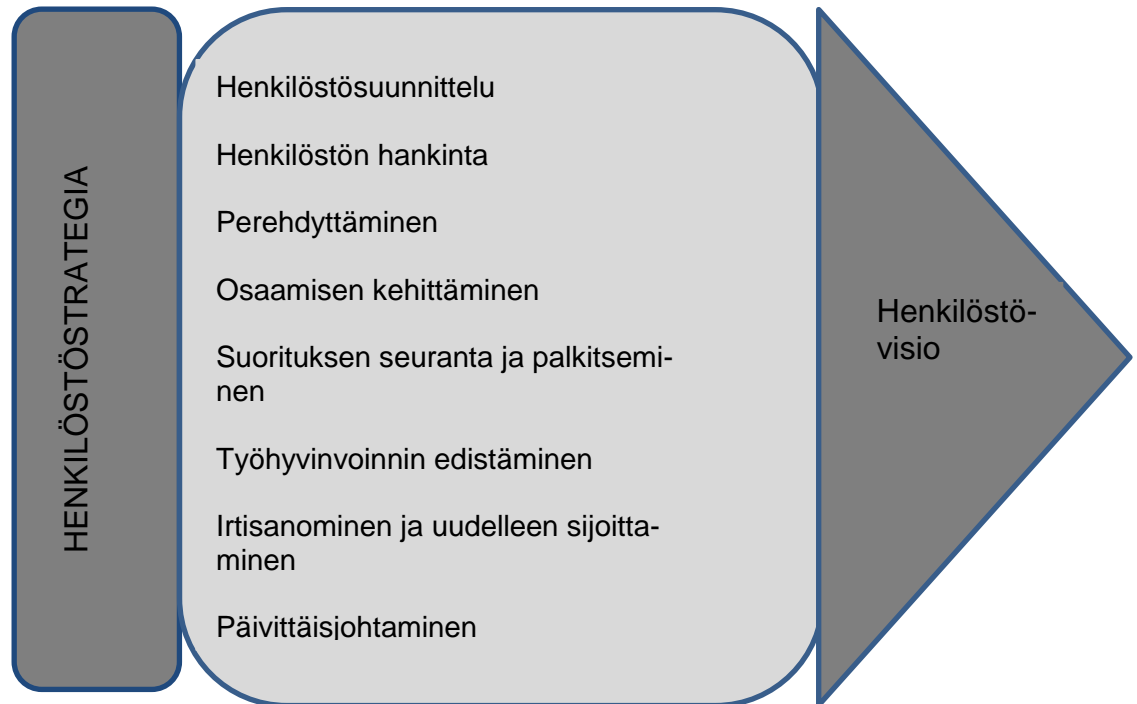 HENKILÖSTÖSTRATEGIA
Henkilöstösuunnittelu
Henkilöstön hankinta
Perehdyttäminen
Osaamisen kehittäminen
Suorituksen seuranta ja palkitsemi-
nen
Työhyvinvoinnin edistäminen
Irtisanominen ja uudelleen sijoitta-
minen
Päivittäisjohtaminen
Henkilöstö-
visio